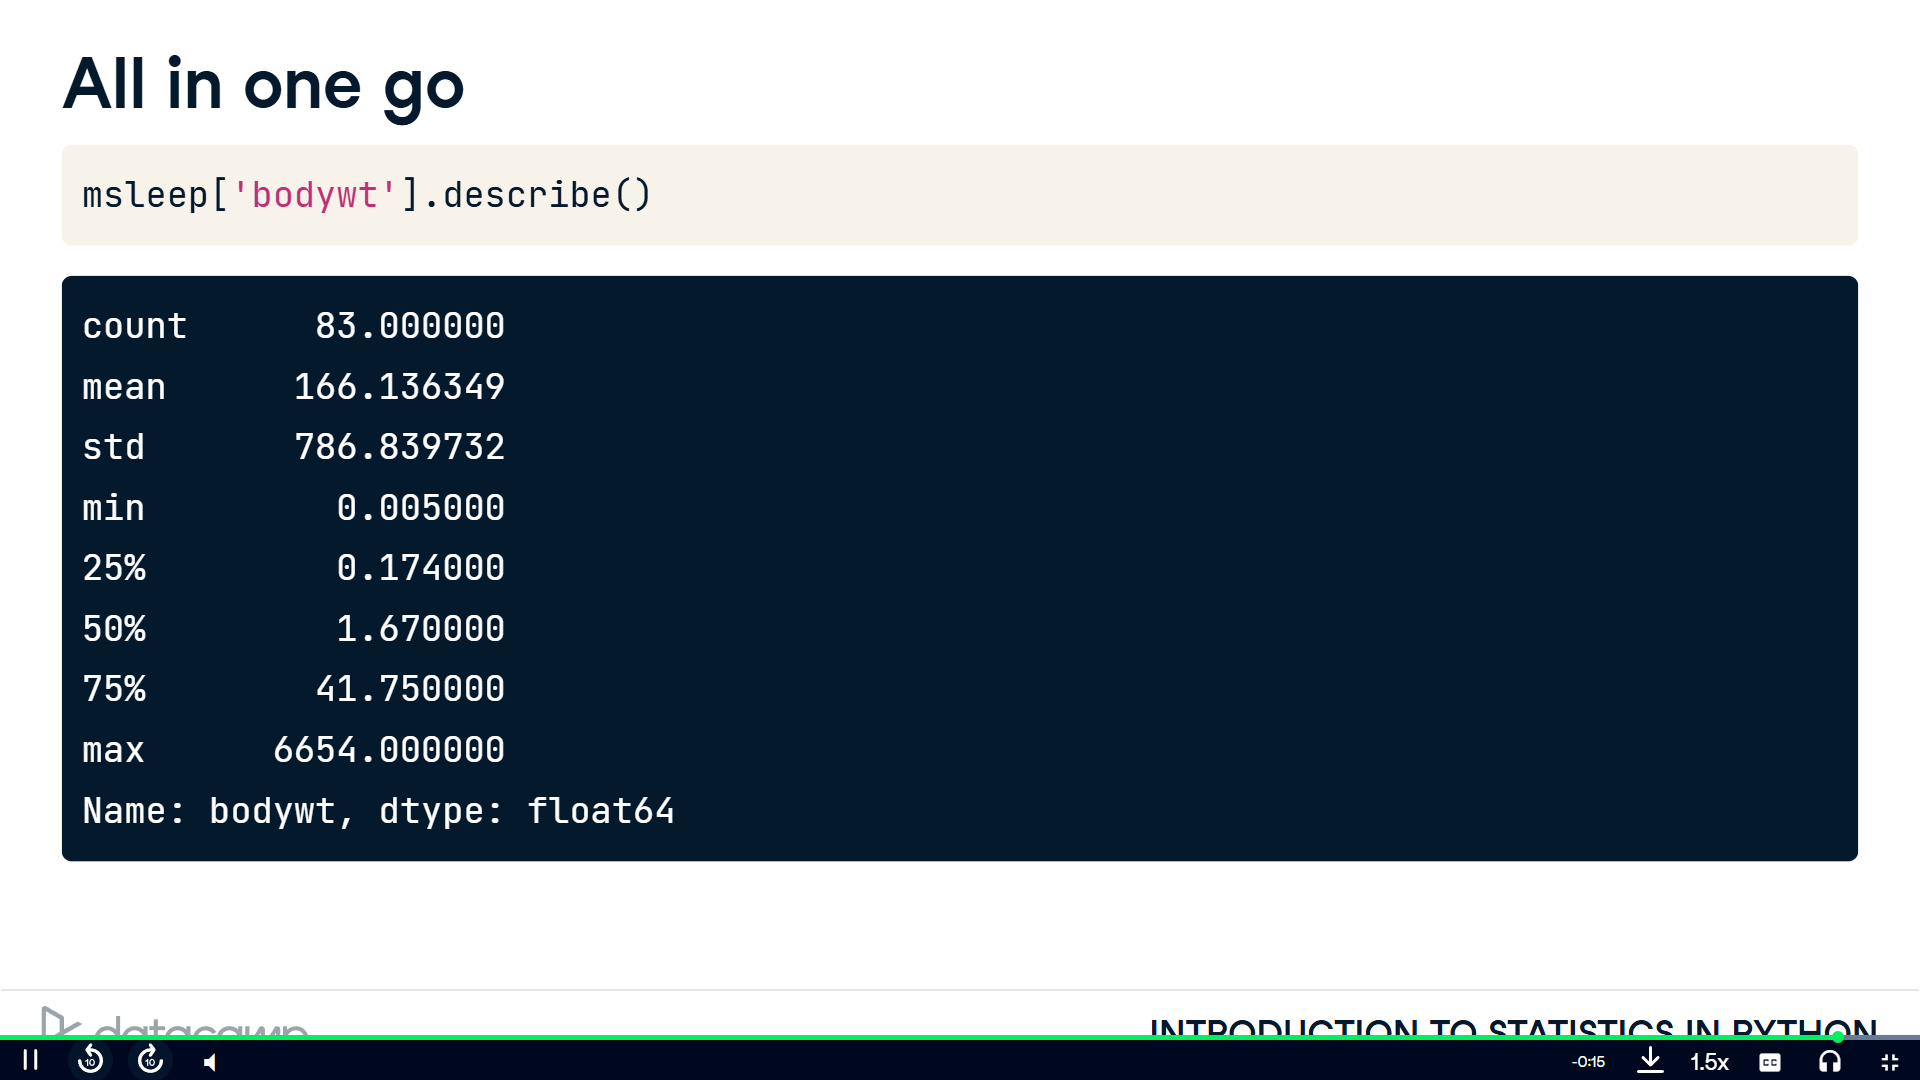 All in one go
msleep['bodywt'].describe()
count      83.000000
mean      166.136349
std       786.839732
min         0.005000
25%         0.174000
50%         1.670000
75%        41.750000
max      6654.000000
Name: bodywt, dtype: float64
datacamp
INTRODUCTION TO STATISTICS IN PYTHON
10
10
-0:15
1.5x
CC